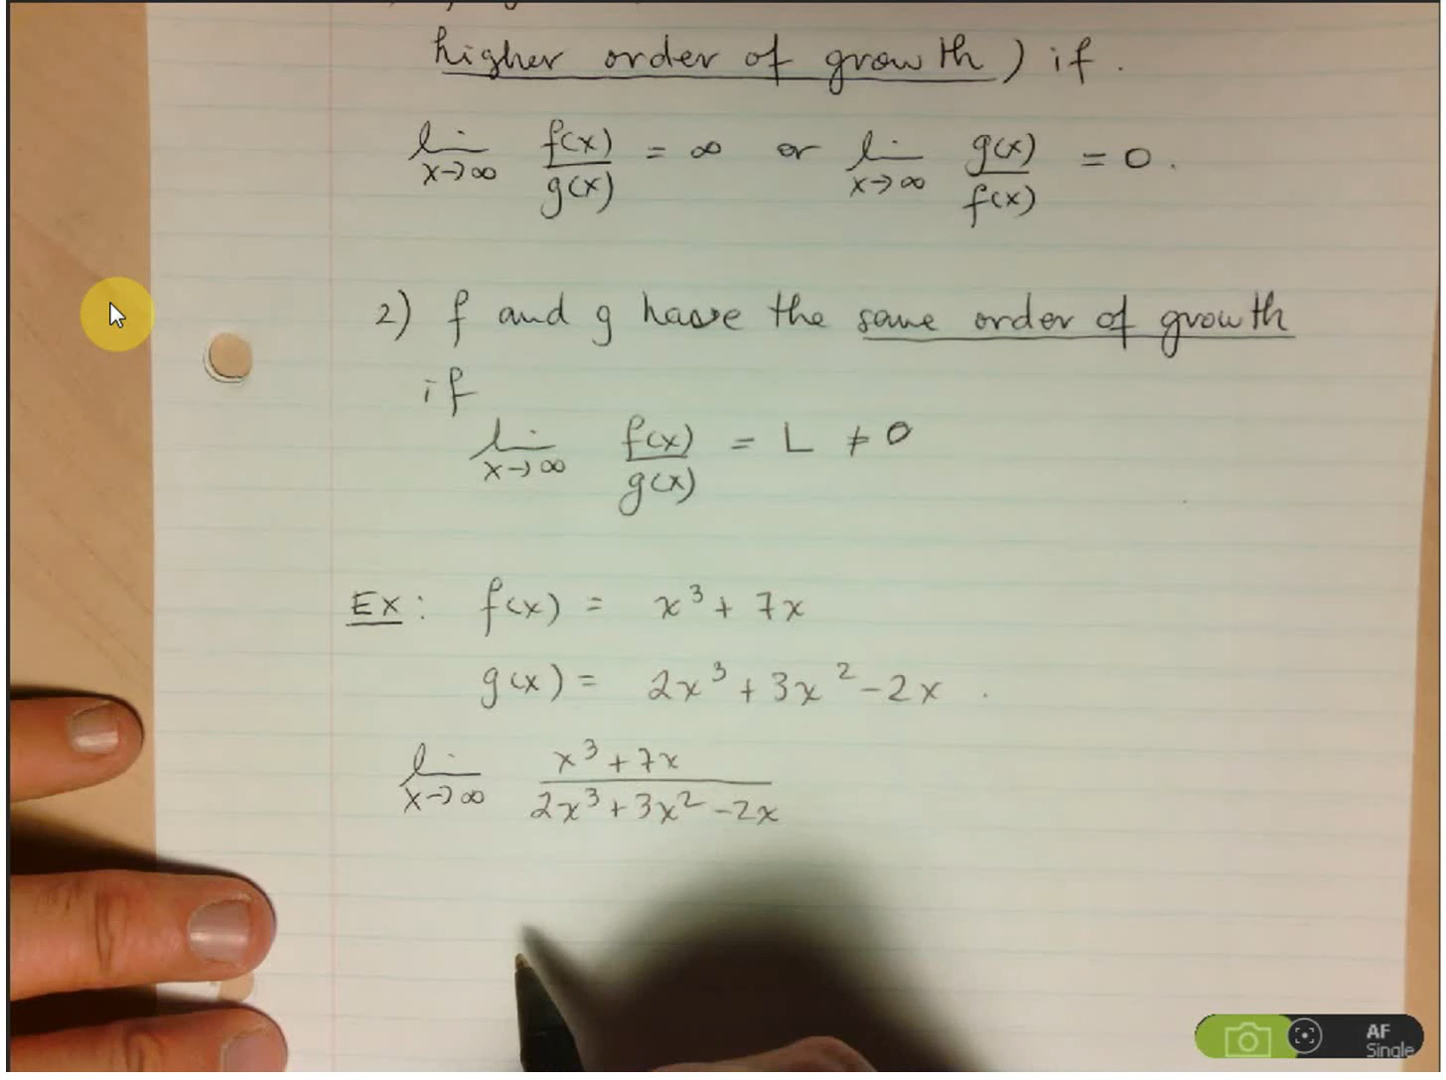 higher order of growth) if.
lim x→∞ f(x)/g(x) = ∞ or lim x→∞ g(x)/f(x) = 0.
2) f and g have the same order of growth
if
lim x→∞ f(x)/g(x) = L ≠ 0
Ex: f(x) = x³ + 7x
g(x) = 2x³ + 3x² - 2x.
lim x→∞ x³+7x / 2x³+3x²-2x
AF
Single